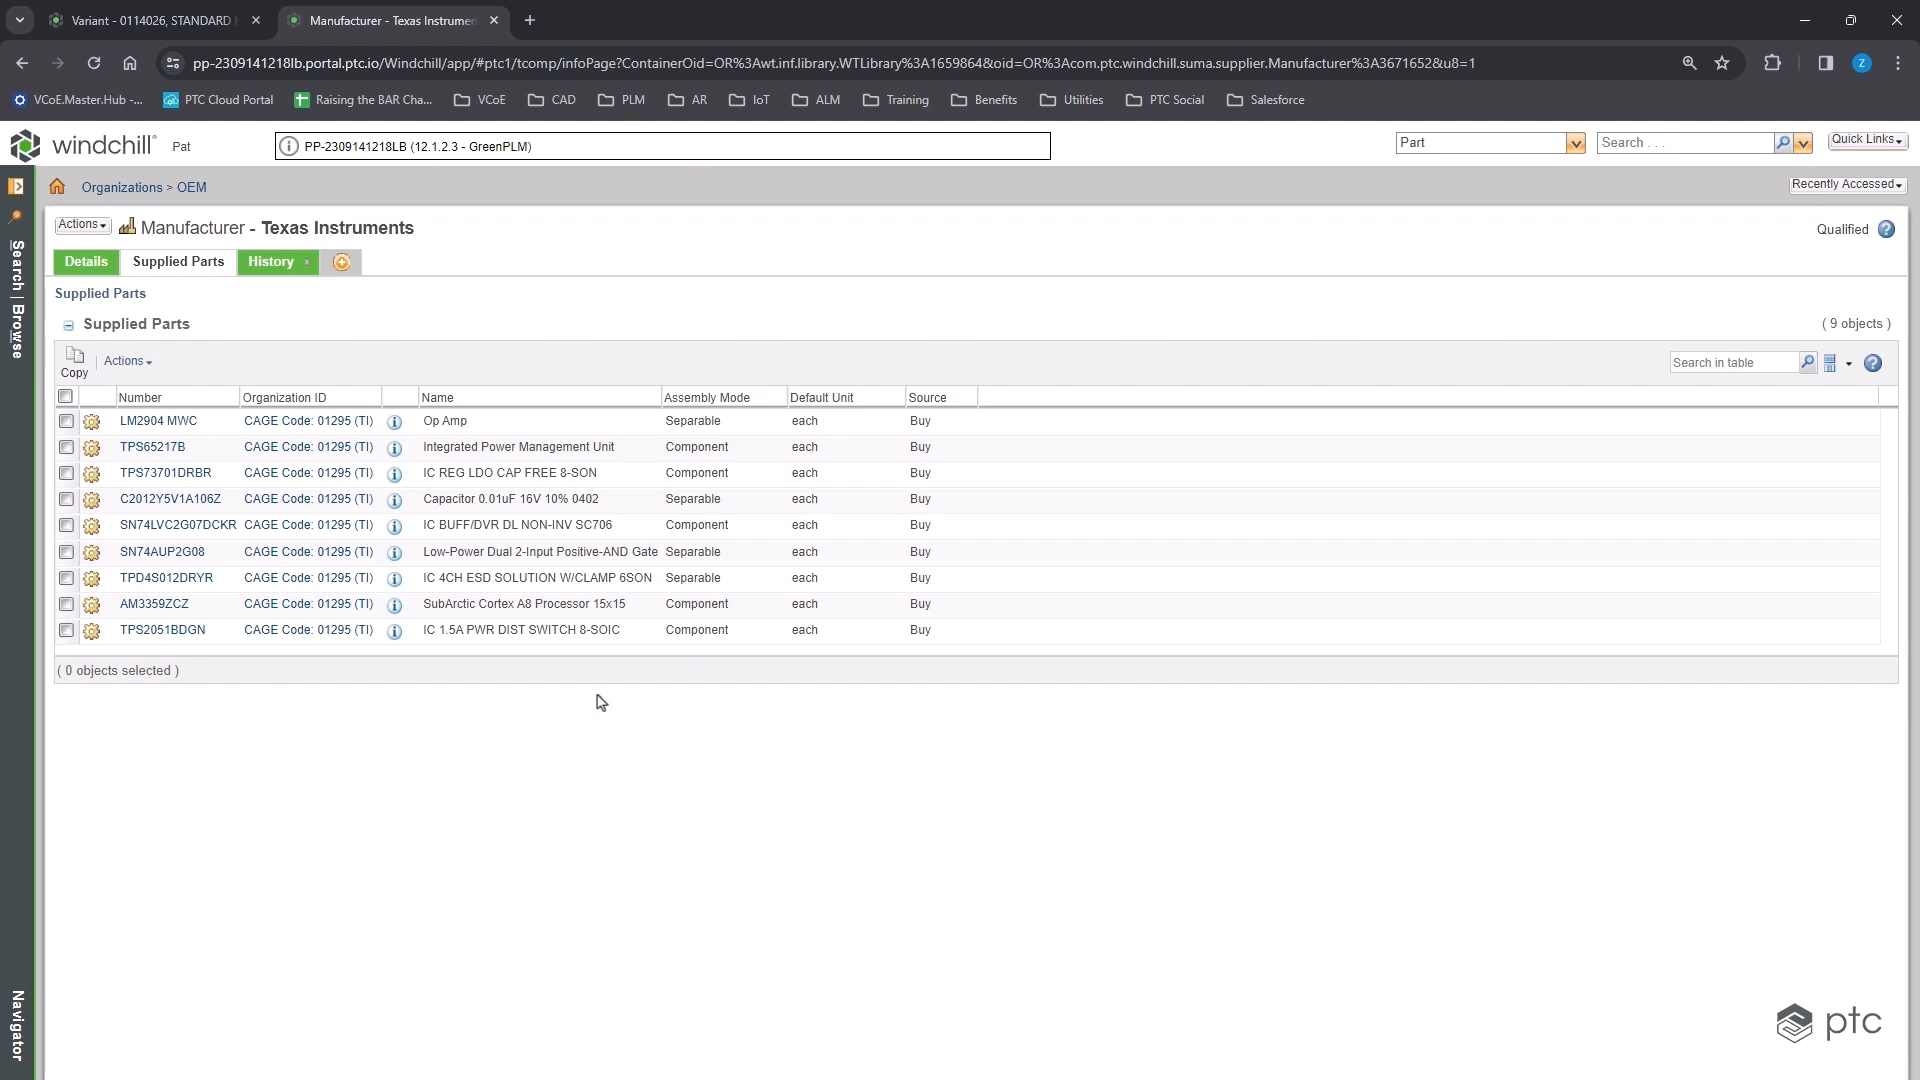 Variant - 0114026, STANDARD
Manufacturer - Texas Instrumen
pp-2309141218lb.portal.ptc.io/Windchill/app/#ptc1/tcomp/infoPage?ContainerOid=OR%3Awt.inf.library.WTLibrary%3A1659864&oid=OR%3Acom.ptc.windchill.suma.supplier.Manufacturer%3A3671652&u8=1
Z
VCoE.Master.Hub -... PTC Cloud Portal Raising the BAR Cha... VCoE CAD PLM AR IoT ALM Training Benefits Utilities PTC Social Salesforce
windchill® Pat PP-2309141218LB (12.1.2.3 - GreenPLM) Part Search . . . Quick Links
Organizations > OEM Recently Accessed
Search | Browse
Navigator
Actions Manufacturer - Texas Instruments Qualified
Details Supplied Parts History
Supplied Parts
Supplied Parts ( 9 objects )
Copy Actions Search in table
Number Organization ID Name Assembly Mode Default Unit Source
LM2904 MWC CAGE Code: 01295 (TI) Op Amp Separable each Buy
TPS65217B CAGE Code: 01295 (TI) Integrated Power Management Unit Component each Buy
TPS73701DRBR CAGE Code: 01295 (TI) IC REG LDO CAP FREE 8-SON Component each Buy
C2012Y5V1A106Z CAGE Code: 01295 (TI) Capacitor 0.01uF 16V 10% 0402 Separable each Buy
SN74LVC2G07DCKR CAGE Code: 01295 (TI) IC BUFF/DVR DL NON-INV SC706 Component each Buy
SN74AUP2G08 CAGE Code: 01295 (TI) Low-Power Dual 2-Input Positive-AND Gate Separable each Buy
TPD4S012DRYR CAGE Code: 01295 (TI) IC 4CH ESD SOLUTION W/CLAMP 6SON Separable each Buy
AM3359ZCZ CAGE Code: 01295 (TI) SubArctic Cortex A8 Processor 15x15 Component each Buy
TPS2051BDGN CAGE Code: 01295 (TI) IC 1.5A PWR DIST SWITCH 8-SOIC Component each Buy
( 0 objects selected )
ptc